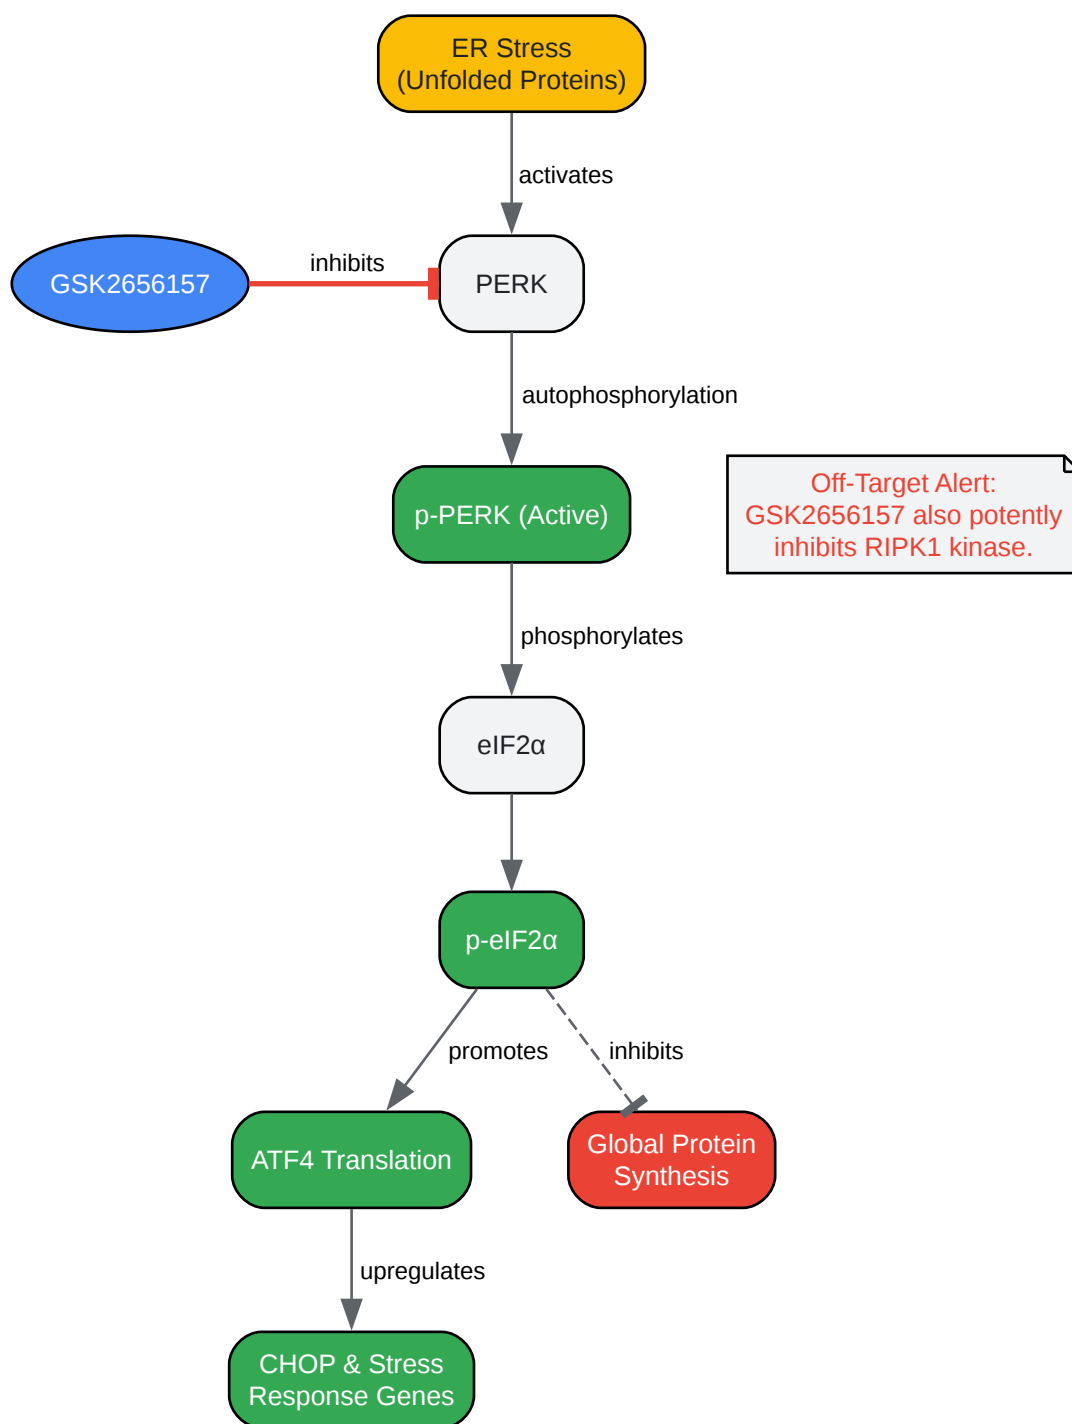 ER Stress
(Unfolded Proteins)
activates
inhibits
GSK2656157
PERK
autophosphorylation
Off-Target Alert:
GSK2656157 also potently
inhibits RIPK1 kinase.
p-PERK (Active)
phosphorylates
eIF2α
p-eIF2α
promotes
inhibits
ATF4 Translation
Global Protein
Synthesis
upregulates
CHOP & Stress
Response Genes